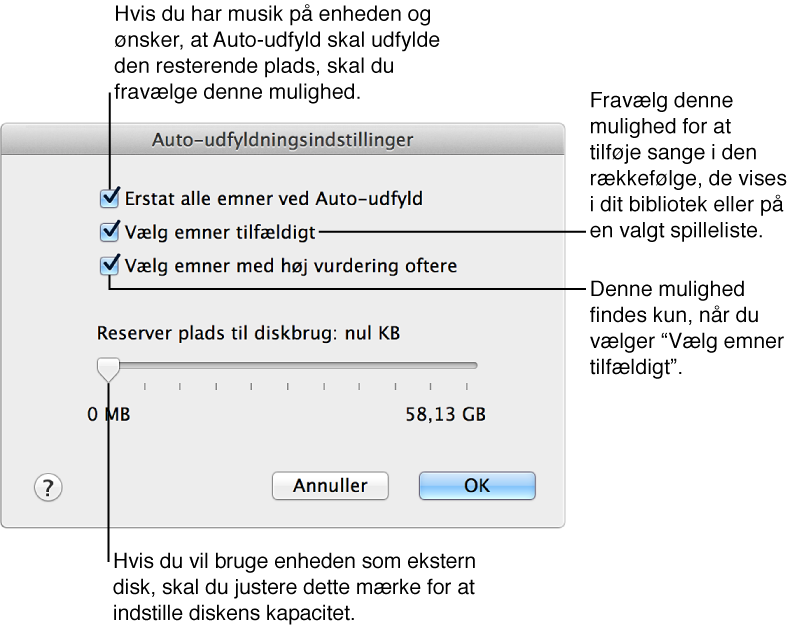 Hvis du har musik på enheden og
ønsker, at Auto-udfyld skal udfylde
den resterende plads, skal du
fravælge denne mulighed.
Fravælg denne
mulighed for at
tilføje sange i den
rækkefølge, de vises
i dit bibliotek eller på
en valgt spilleliste.
Auto-udfyldningsindstillinger
Erstat alle emner ved Auto-udfyld
Vælg emner tilfældigt
Vælg emner med høj vurdering oftere
Denne mulighed
findes kun, når du
vælger “Vælg emner
tilfældigt”.
Reserver plads til diskbrug: nul KB
0 MB
58,13 GB
?
Annuller
OK
Hvis du vil bruge enheden som ekstern
disk, skal du justere dette mærke for at
indstille diskens kapacitet.